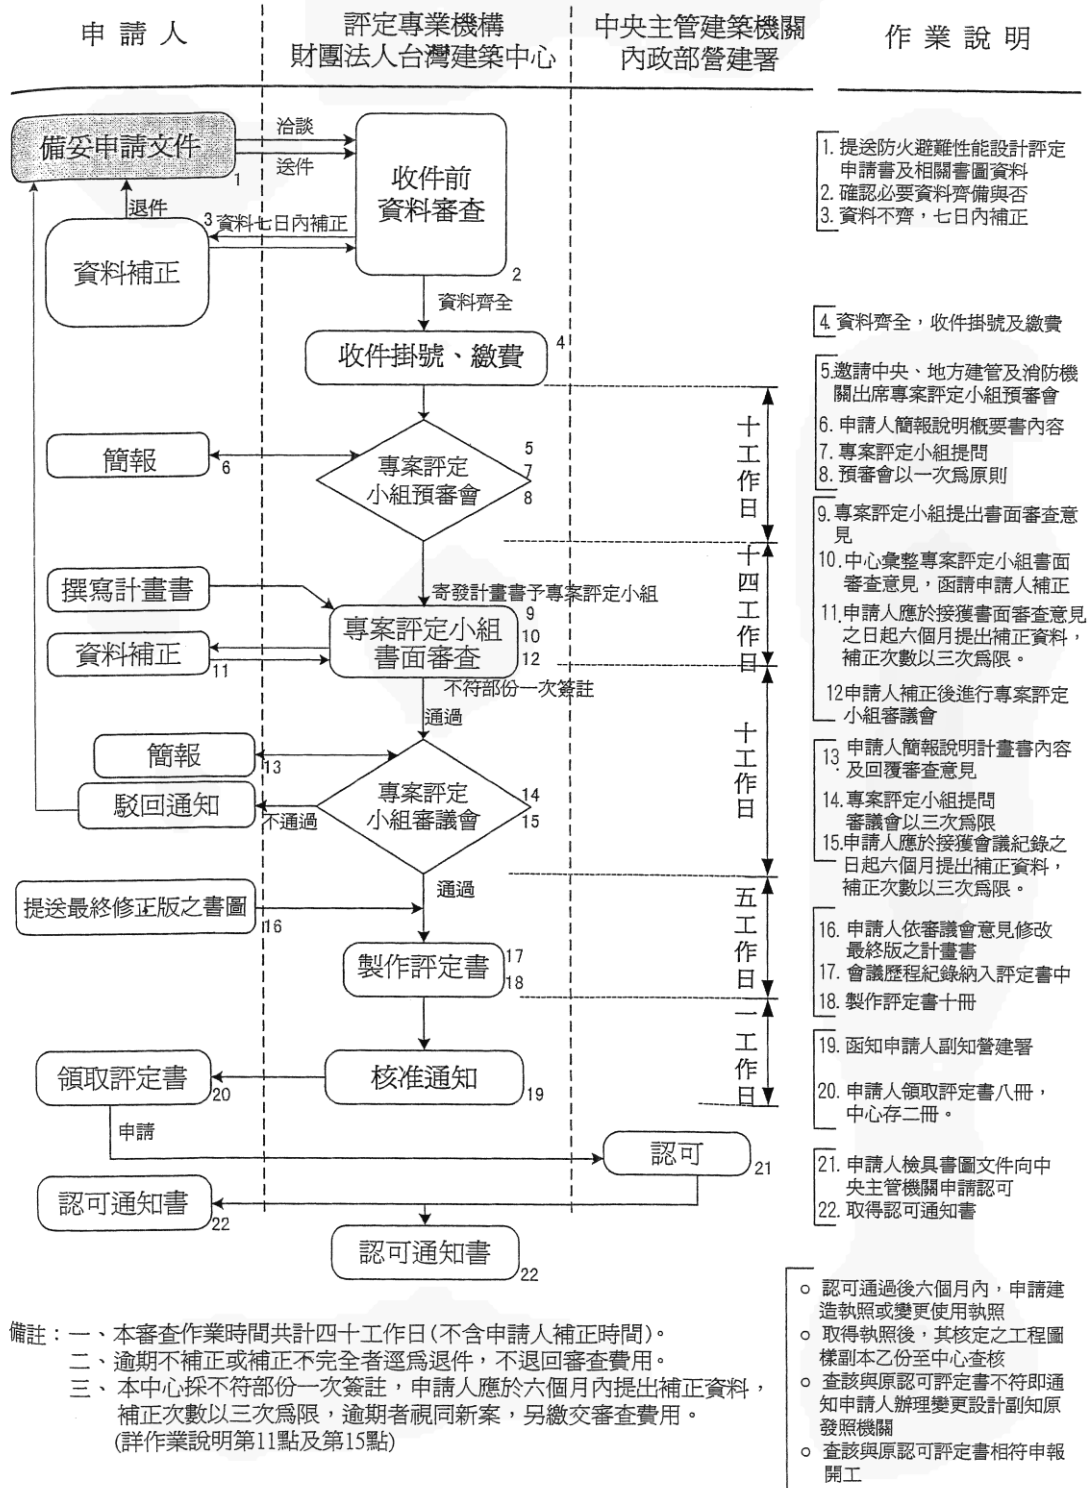 申請人
評定專業機構
財團法人台灣建築中心
中央主管建築機關
內政部營建署
作業說明
備妥申請文件
1
洽談
送件
收件前
資料審查
2
退件
3 資料七日內補正
資料補正
資料齊全
收件掛號、繳費
4
簡報
6
專案評定
小組預審會
5
7
8
十工作日
撰寫計畫書
寄發計畫書予專案評定小組
專案評定小組
書面審查
9
10
12
資料補正
11
十四工作日
不符部份一次簽註
通過
簡報
13
駁回通知
不通過
專案評定
小組審議會
14
15
十工作日
通過
提送最終修正版之書圖
16
製作評定書
17
18
五工作日
領取評定書
20
核准通知
19
一工作日
申請
認可
21
認可通知書
22
認可通知書
22
1. 提送防火避難性能設計評定
申請書及相關書圖資料
2. 確認必要資料齊備與否
3. 資料不齊，七日內補正
4. 資料齊全，收件掛號及繳費
5.邀請中央、地方建管及消防機
關出席專案評定小組預審會
6. 申請人簡報說明概要書內容
7. 專案評定小組提問
8. 預審會以一次為原則
9.專案評定小組提出書面審查意
見
10.中心彙整專案評定小組書面
審查意見，函請申請人補正
11.申請人應於接獲書面審查意見
之日起六個月提出補正資料，
補正次數以三次為限。
12申請人補正後進行專案評定
小組審議會
13. 申請人簡報說明計畫書內容
及回覆審查意見
14.專案評定小組提問
審議會以三次為限
15.申請人應於接獲會議紀錄之
日起六個月提出補正資料，
補正次數以三次為限。
16. 申請人依審議會意見修改
最終版之計畫書
17. 會議歷程紀錄納入評定書中
18. 製作評定書十冊
19. 函知申請人副知營建署
20. 申請人領取評定書八冊，
中心存二冊。
21. 申請人檢具書圖文件向中
央主管機關申請認可
22. 取得認可通知書
○ 認可通過後六個月內，申請建
造執照或變更使用執照
○ 取得執照後，其核定之工程圖
樣副本乙份至中心查核
○ 查該與原認可評定書不符即通
知申請人辦理變更設計副知原
發照機關
○ 查該與原認可評定書相符申報
開工
備註：一、本審查作業時間共計四十工作日(不含申請人補正時間)。
二、逾期不補正或補正不完全者逕為退件，不退回審查費用。
三、本中心採不符部份一次簽註，申請人應於六個月內提出補正資料，
補正次數以三次為限，逾期者視同新案，另繳交審查費用。
(詳作業說明第11點及第15點)